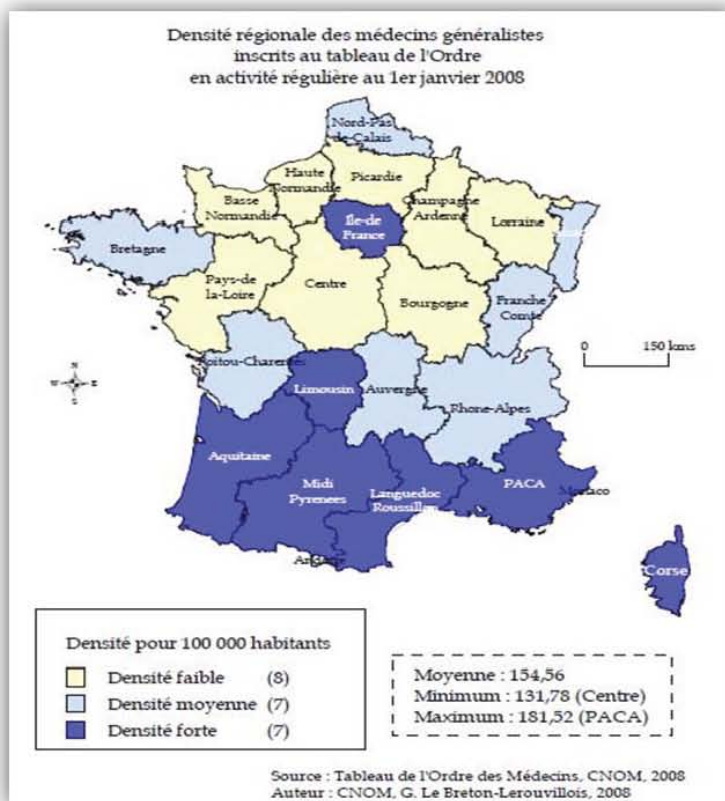 Densité régionale des médecins généralistes
inscrits au tableau de l'Ordre
en activité régulière au 1er janvier 2008
Nord-Pas
de-Calais
Haute
Normandie
Picardie
Basse
Normandie
Champagne
Ardenne
Lorraine
Ile-de
France
Bretagne
Pays-de
la-Loire
Centre
Bourgogne
Franche
Comte
0 150 kms
N
W E
S
Poitou-Charentes
Limousin
Auvergne
Rhone-Alpes
Aquitaine
Midi
Pyrenees
Languedoc
Roussillon
PACA
Monaco
Corse
Densité pour 100 000 habitants
Densité faible (8)
Densité moyenne (7)
Densité forte (7)
Moyenne : 154,56
Minimum : 131,78 (Centre)
Maximum : 181,52 (PACA)
Source : Tableau de l'Ordre des Médecins, CNOM, 2008
Auteur : CNOM, G. Le Breton-Lerouvillois, 2008